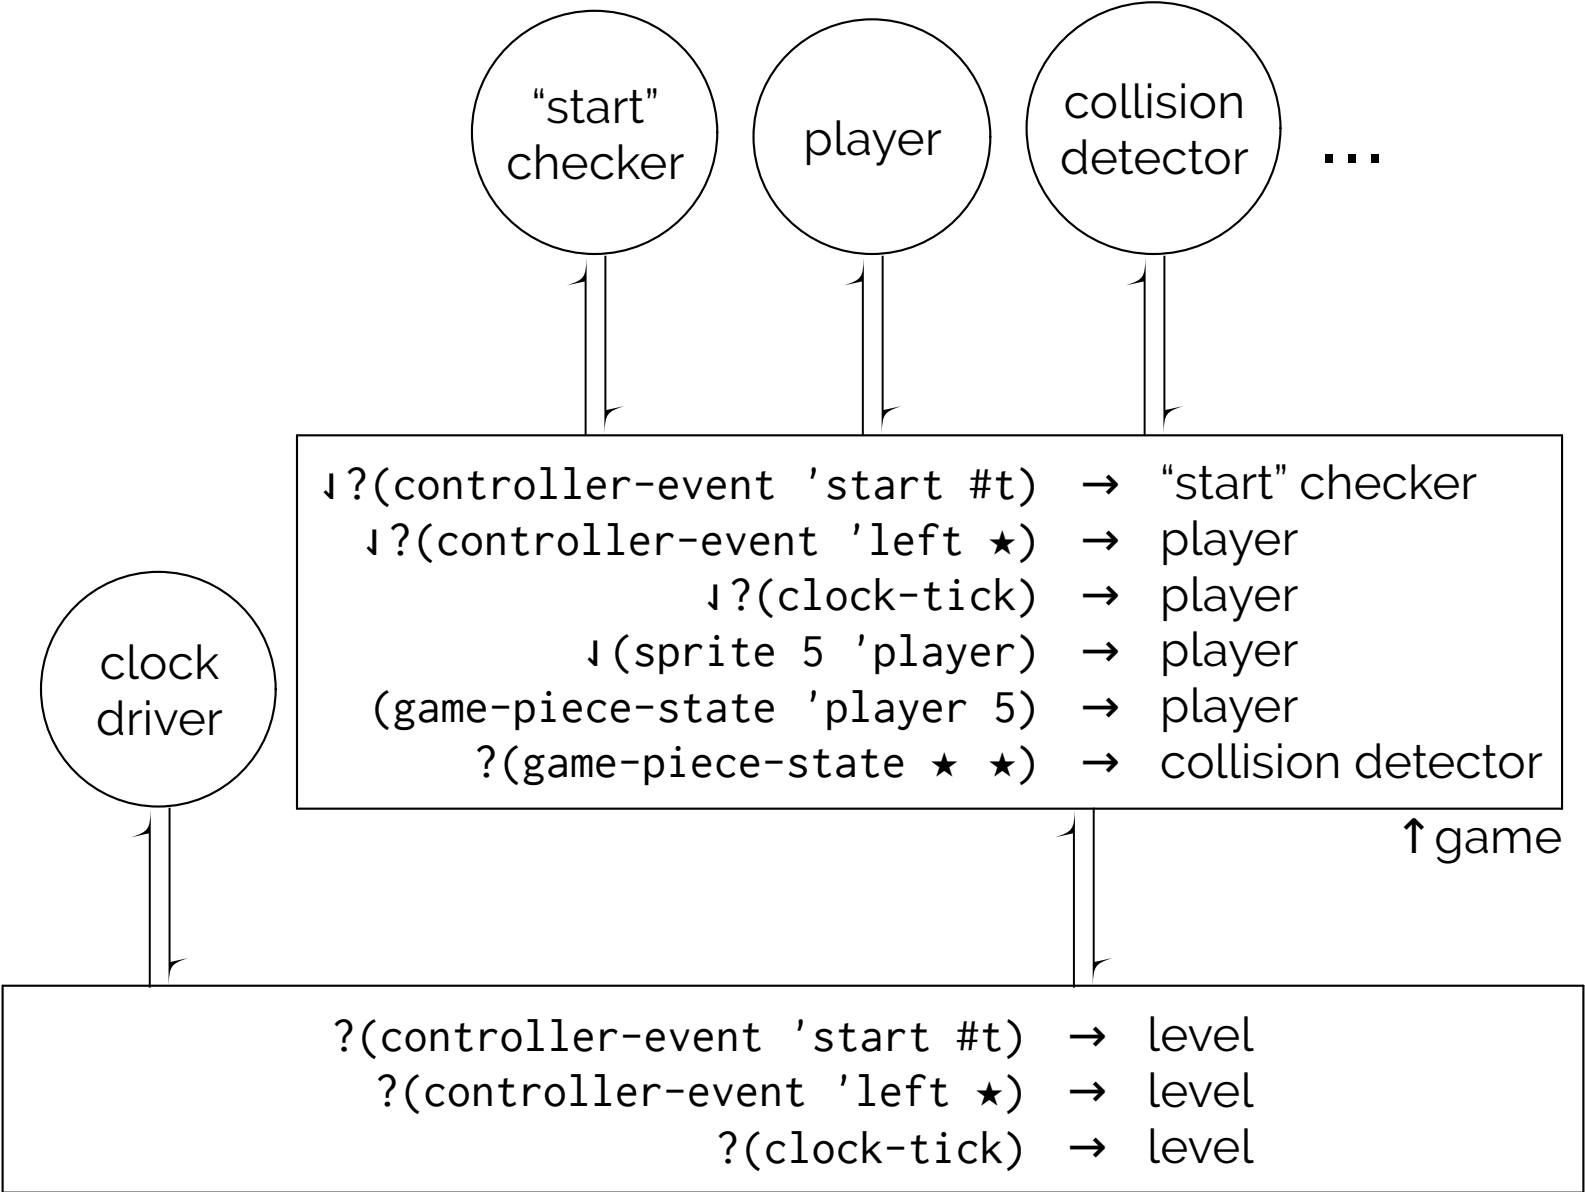 “start”
checker
player
collision
detector
...
⇃?(controller-event 'start #t) → “start” checker
⇃?(controller-event 'left ★) → player
⇃?(clock-tick) → player
⇃(sprite 5 'player) → player
(game-piece-state 'player 5) → player
?(game-piece-state ★ ★) → collision detector
clock
driver
↑game
?(controller-event 'start #t) → level
?(controller-event 'left ★) → level
?(clock-tick) → level